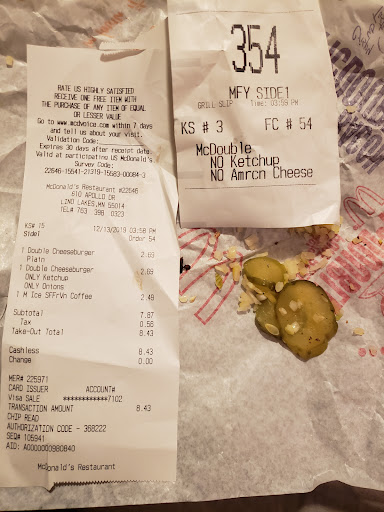 RATE US HIGHLY SATISFIED
RECEIVE ONE FREE ITEM WITH
THE PURCHASE OF ANY ITEM OF EQUAL
OR LESSER VALUE
Go to www.mcdvoice.com within 7 days
and tell us about your visit.
Validation Code:
Expires 30 days after receipt date.
Valid at participating US McDonald's
Survey Code:
22646-15541-21319-15583-00084-3
McDonald's Restaurant #22646
610 APOLLO DR
LINO LAKES,MN 55014
TEL# 763 398 0323
KS# 15 12/13/2019 03:58 PM
Side1 Order 54
1 Double Cheeseburger 2.69
Plain
1 Double Cheeseburger 2.69
ONLY Ketchup
ONLY Onions
1 M Ice SFFrVn Coffee 2.49
Subtotal 7.87
Tax 0.56
Take-Out Total 8.43
Cashless 8.43
Change 0.00
MER# 225971
CARD ISSUER ACCOUNT#
Visa SALE ************7102
TRANSACTION AMOUNT 8.43
CHIP READ
AUTHORIZATION CODE - 368222
SEQ# 105941
AID: A0000000980840
McDonald's Restaurant
354
MFY SIDE1
GRILL SLIP Time: 03:59 PM
KS # 3 FC # 54
McDouble
NO Ketchup
NO Amrcn Cheese